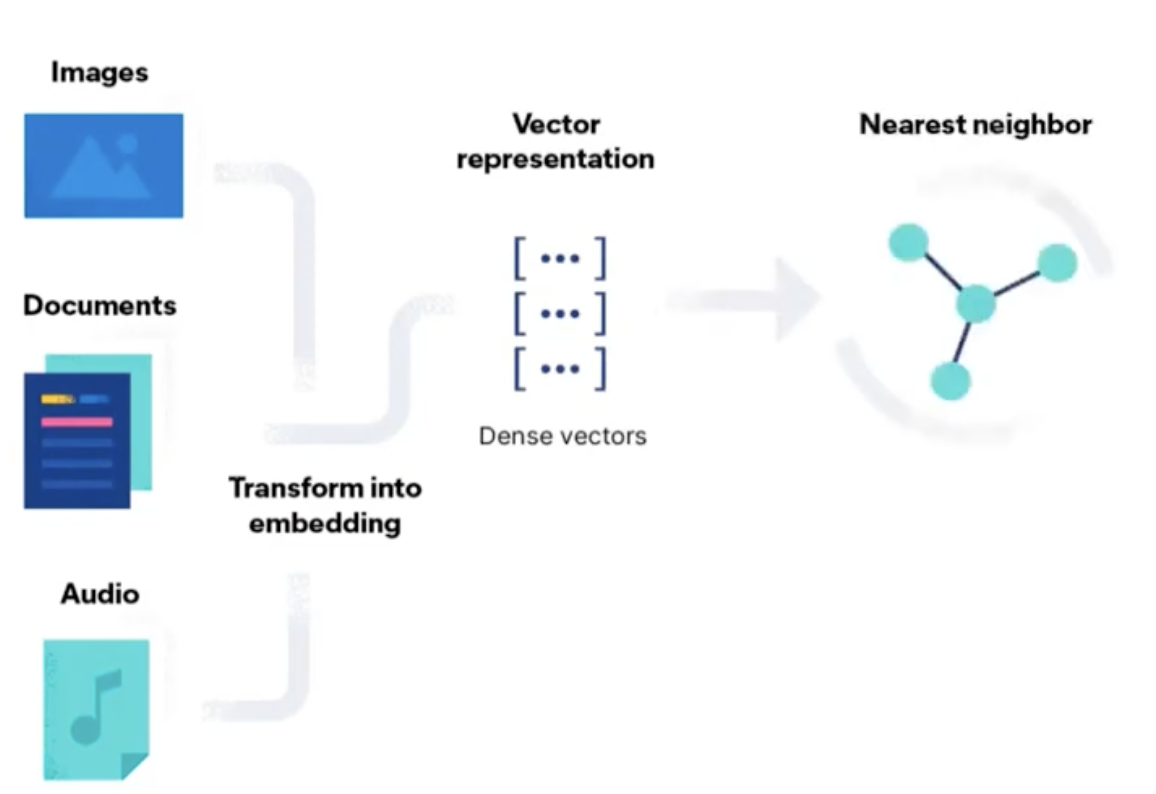 Images
Documents
Audio
Transform into
embedding
Vector
representation
[ ••• ]
[ ••• ]
[ ••• ]
Dense vectors
Nearest neighbor